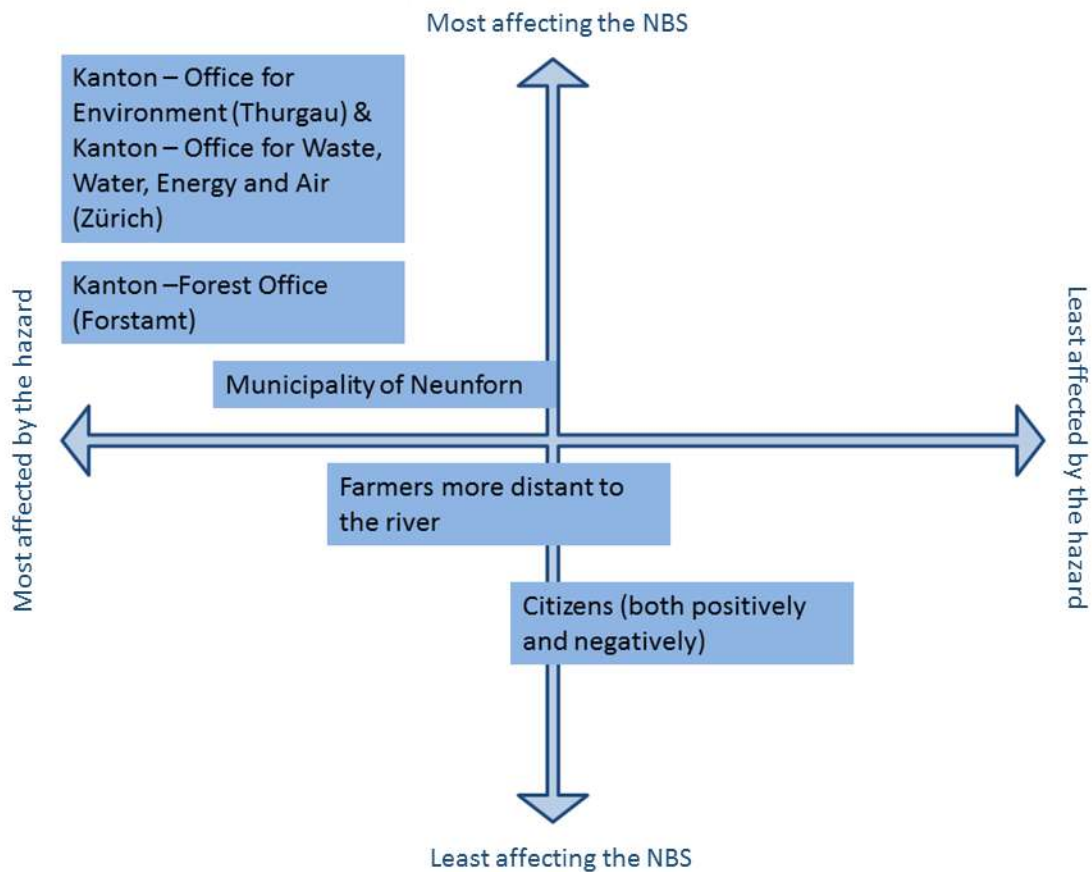 Most affecting the NBS
Kanton – Office for
Environment (Thurgau) &
Kanton – Office for Waste,
Water, Energy and Air
(Zürich)
Kanton –Forest Office
(Forstamt)
Municipality of Neunforn
Most affected by the hazard
Least affected by the hazard
Farmers more distant to
the river
Citizens (both positively
and negatively)
Least affecting the NBS